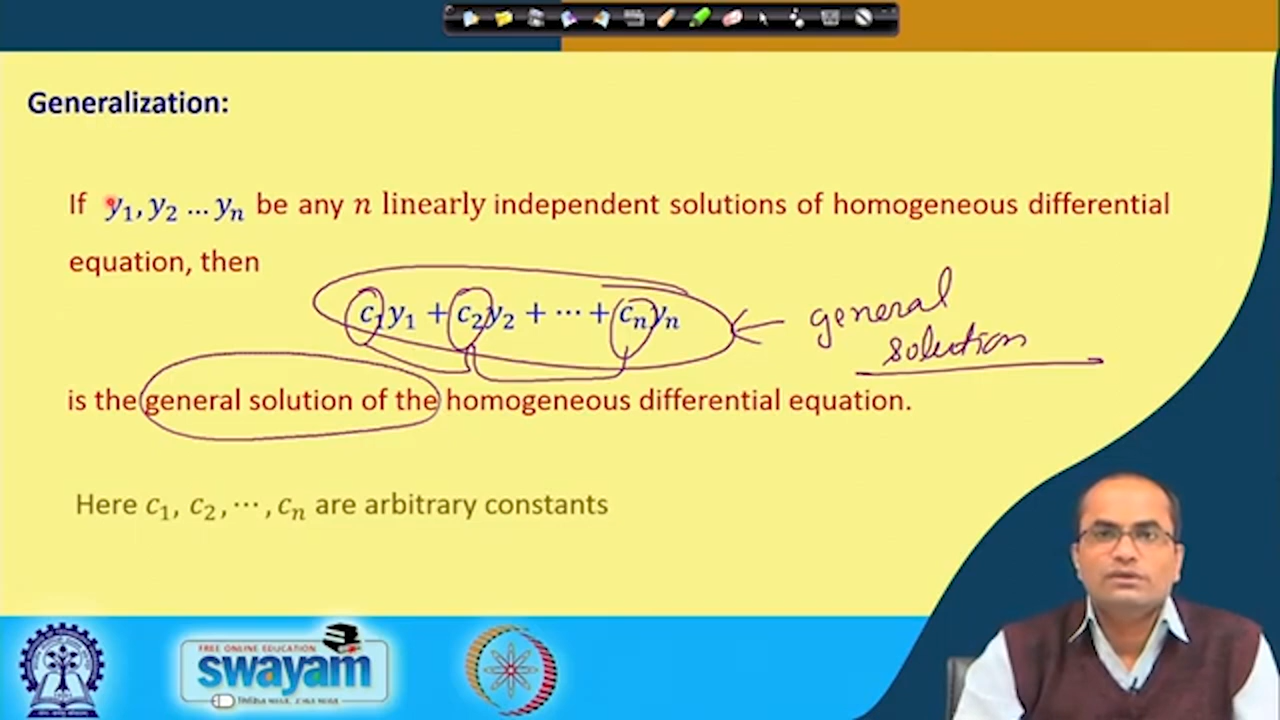 Generalization:
If y₁, y₂ ... yₙ be any n linearly independent solutions of homogeneous differential
equation, then
c₁y₁ + c₂y₂ + ⋯ + cₙyₙ
general
solution
is the general solution of the homogeneous differential equation.
Here c₁, c₂, ⋯ , cₙ are arbitrary constants
FREE ONLINE EDUCATION
swayam